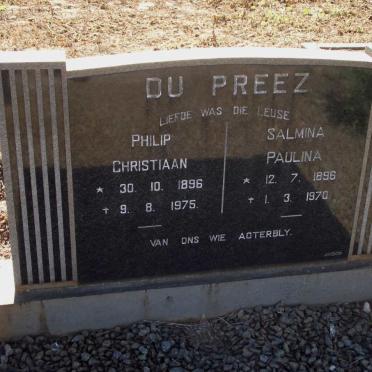 DU PREEZ
LIEFDE WAS DIE LEUSE
PHILIP
CHRISTIAAN
* 30. 10. 1896
+ 9. 8. 1975.
SALMINA
PAULINA
* 12. 7. 1896
+ 1. 3. 1970
VAN ONS WIE AGTERBLY.